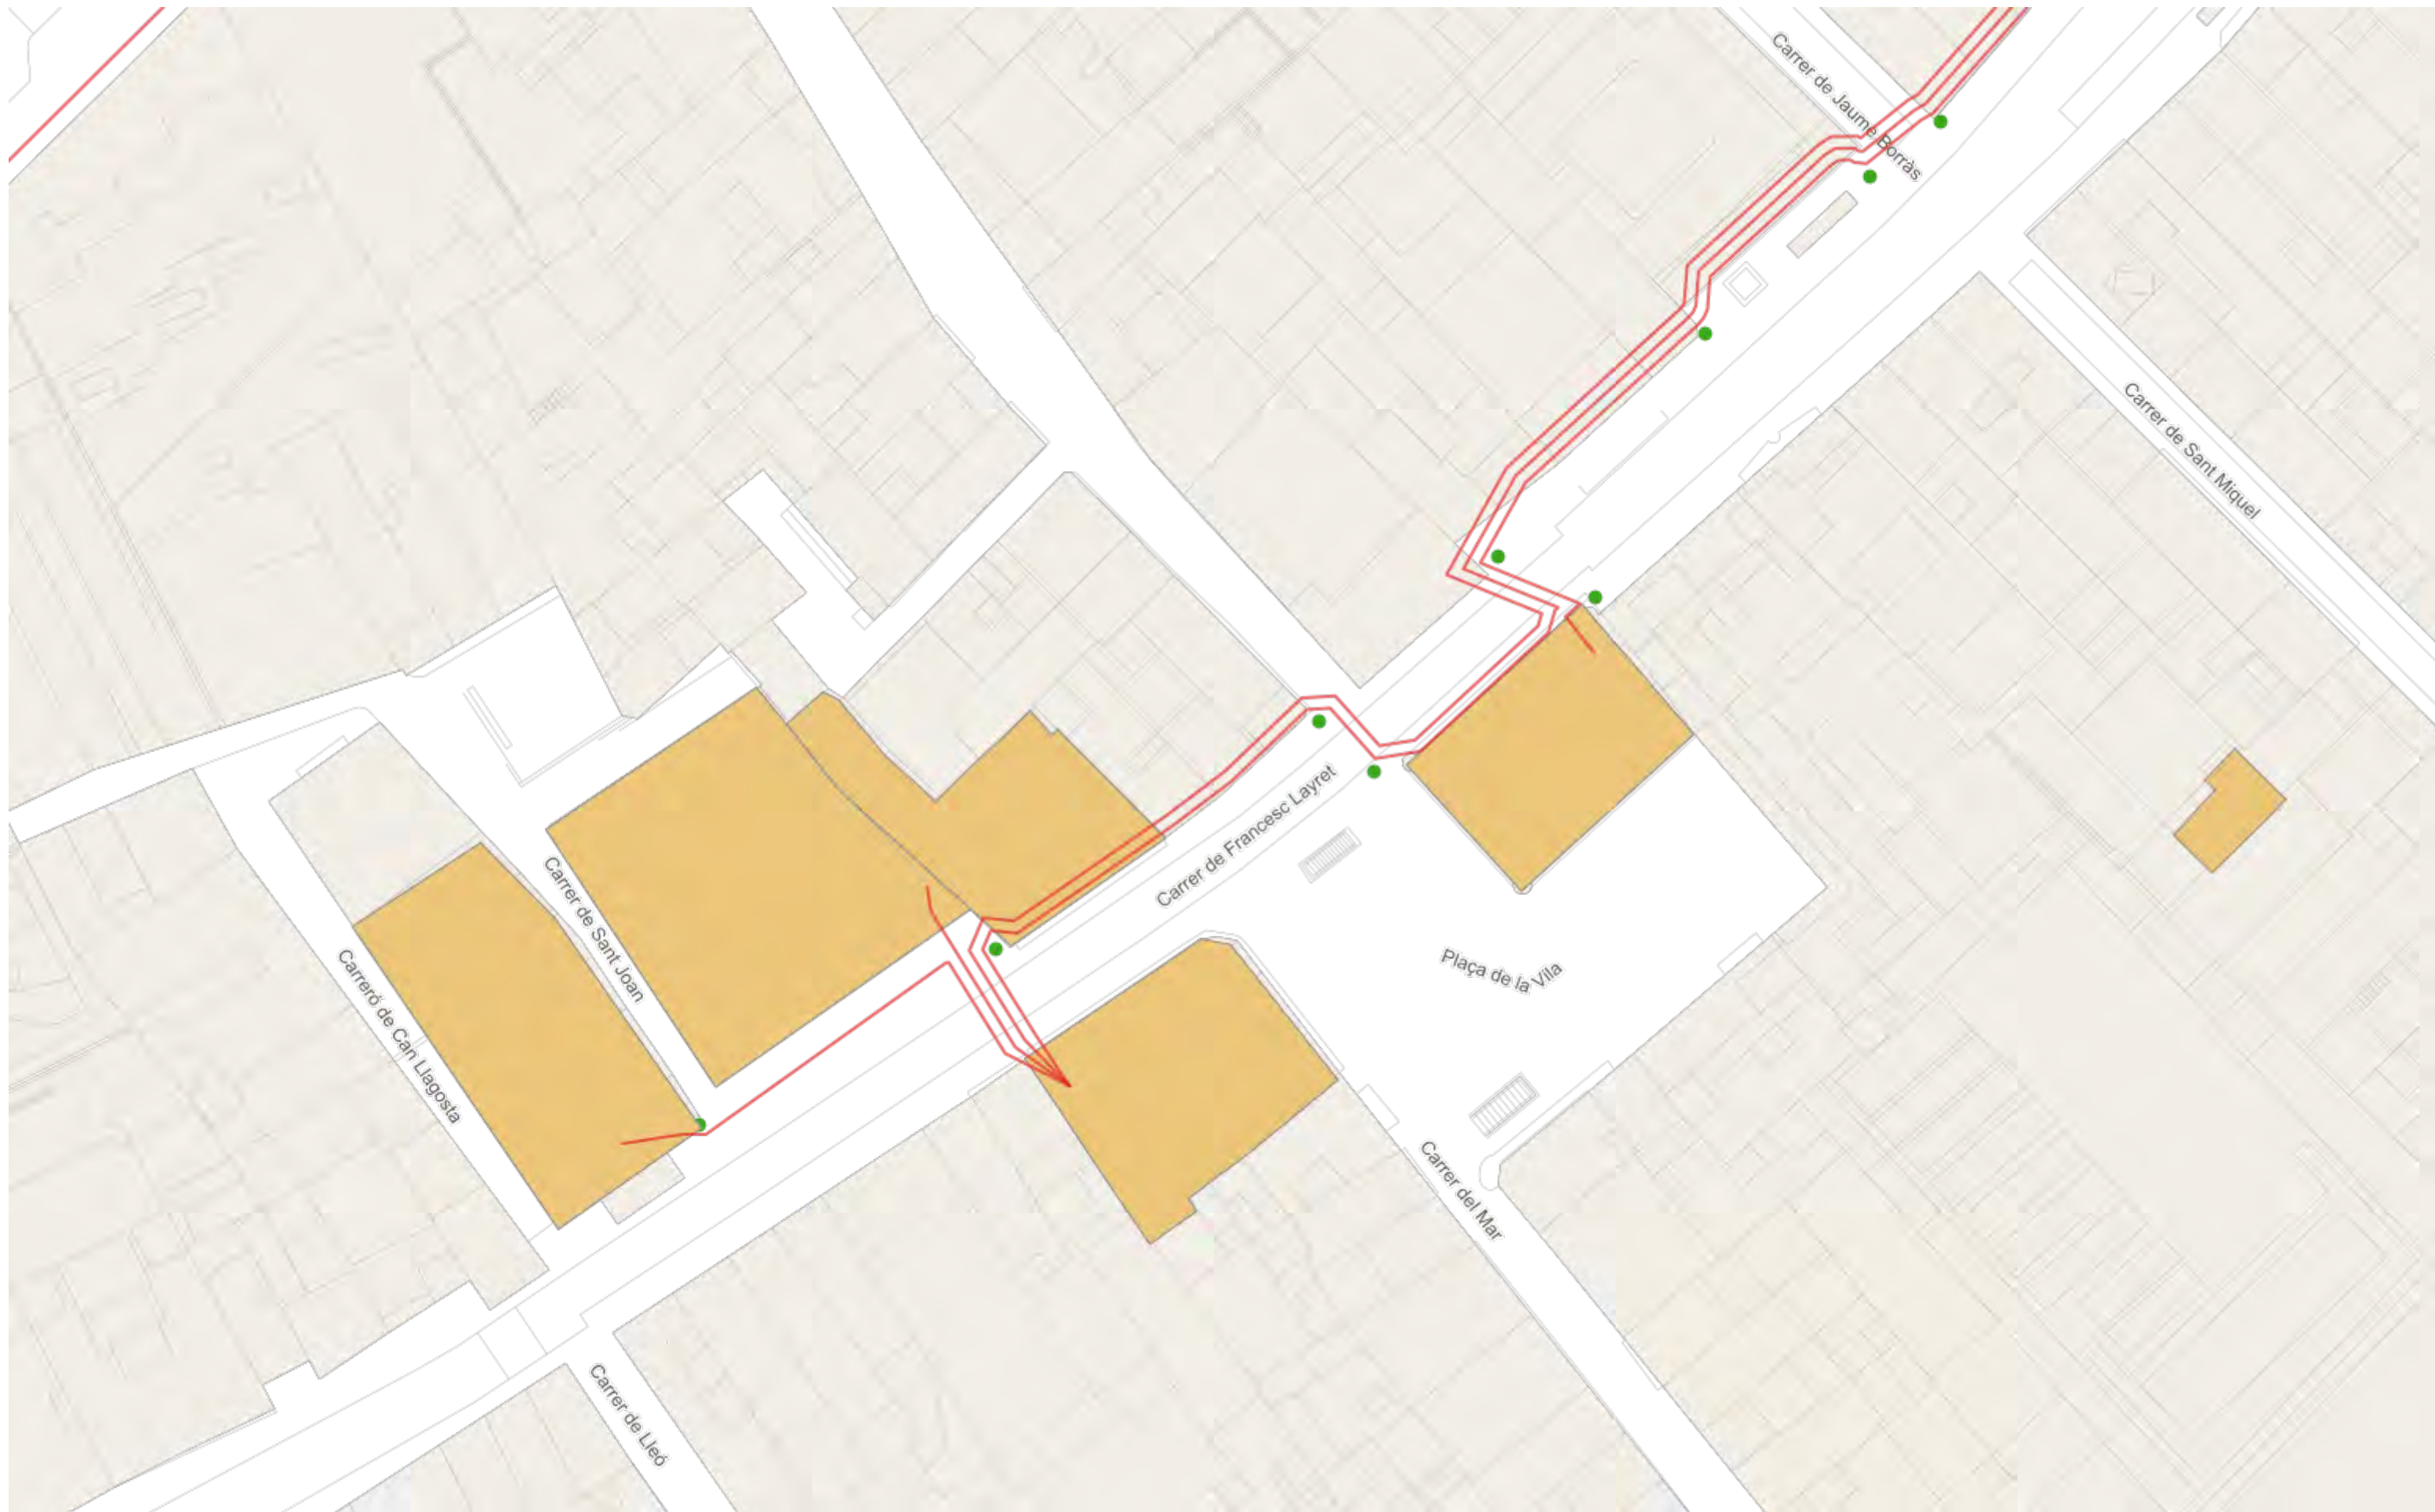 Carrer de Jaume Borràs
Carrer de Sant Miquel
Carrer de Francesc Layret
Carrer de Sant Joan
Carreró de Can Llagosta
Plaça de la Vila
Carrer del Mar
Carrer de Lleó